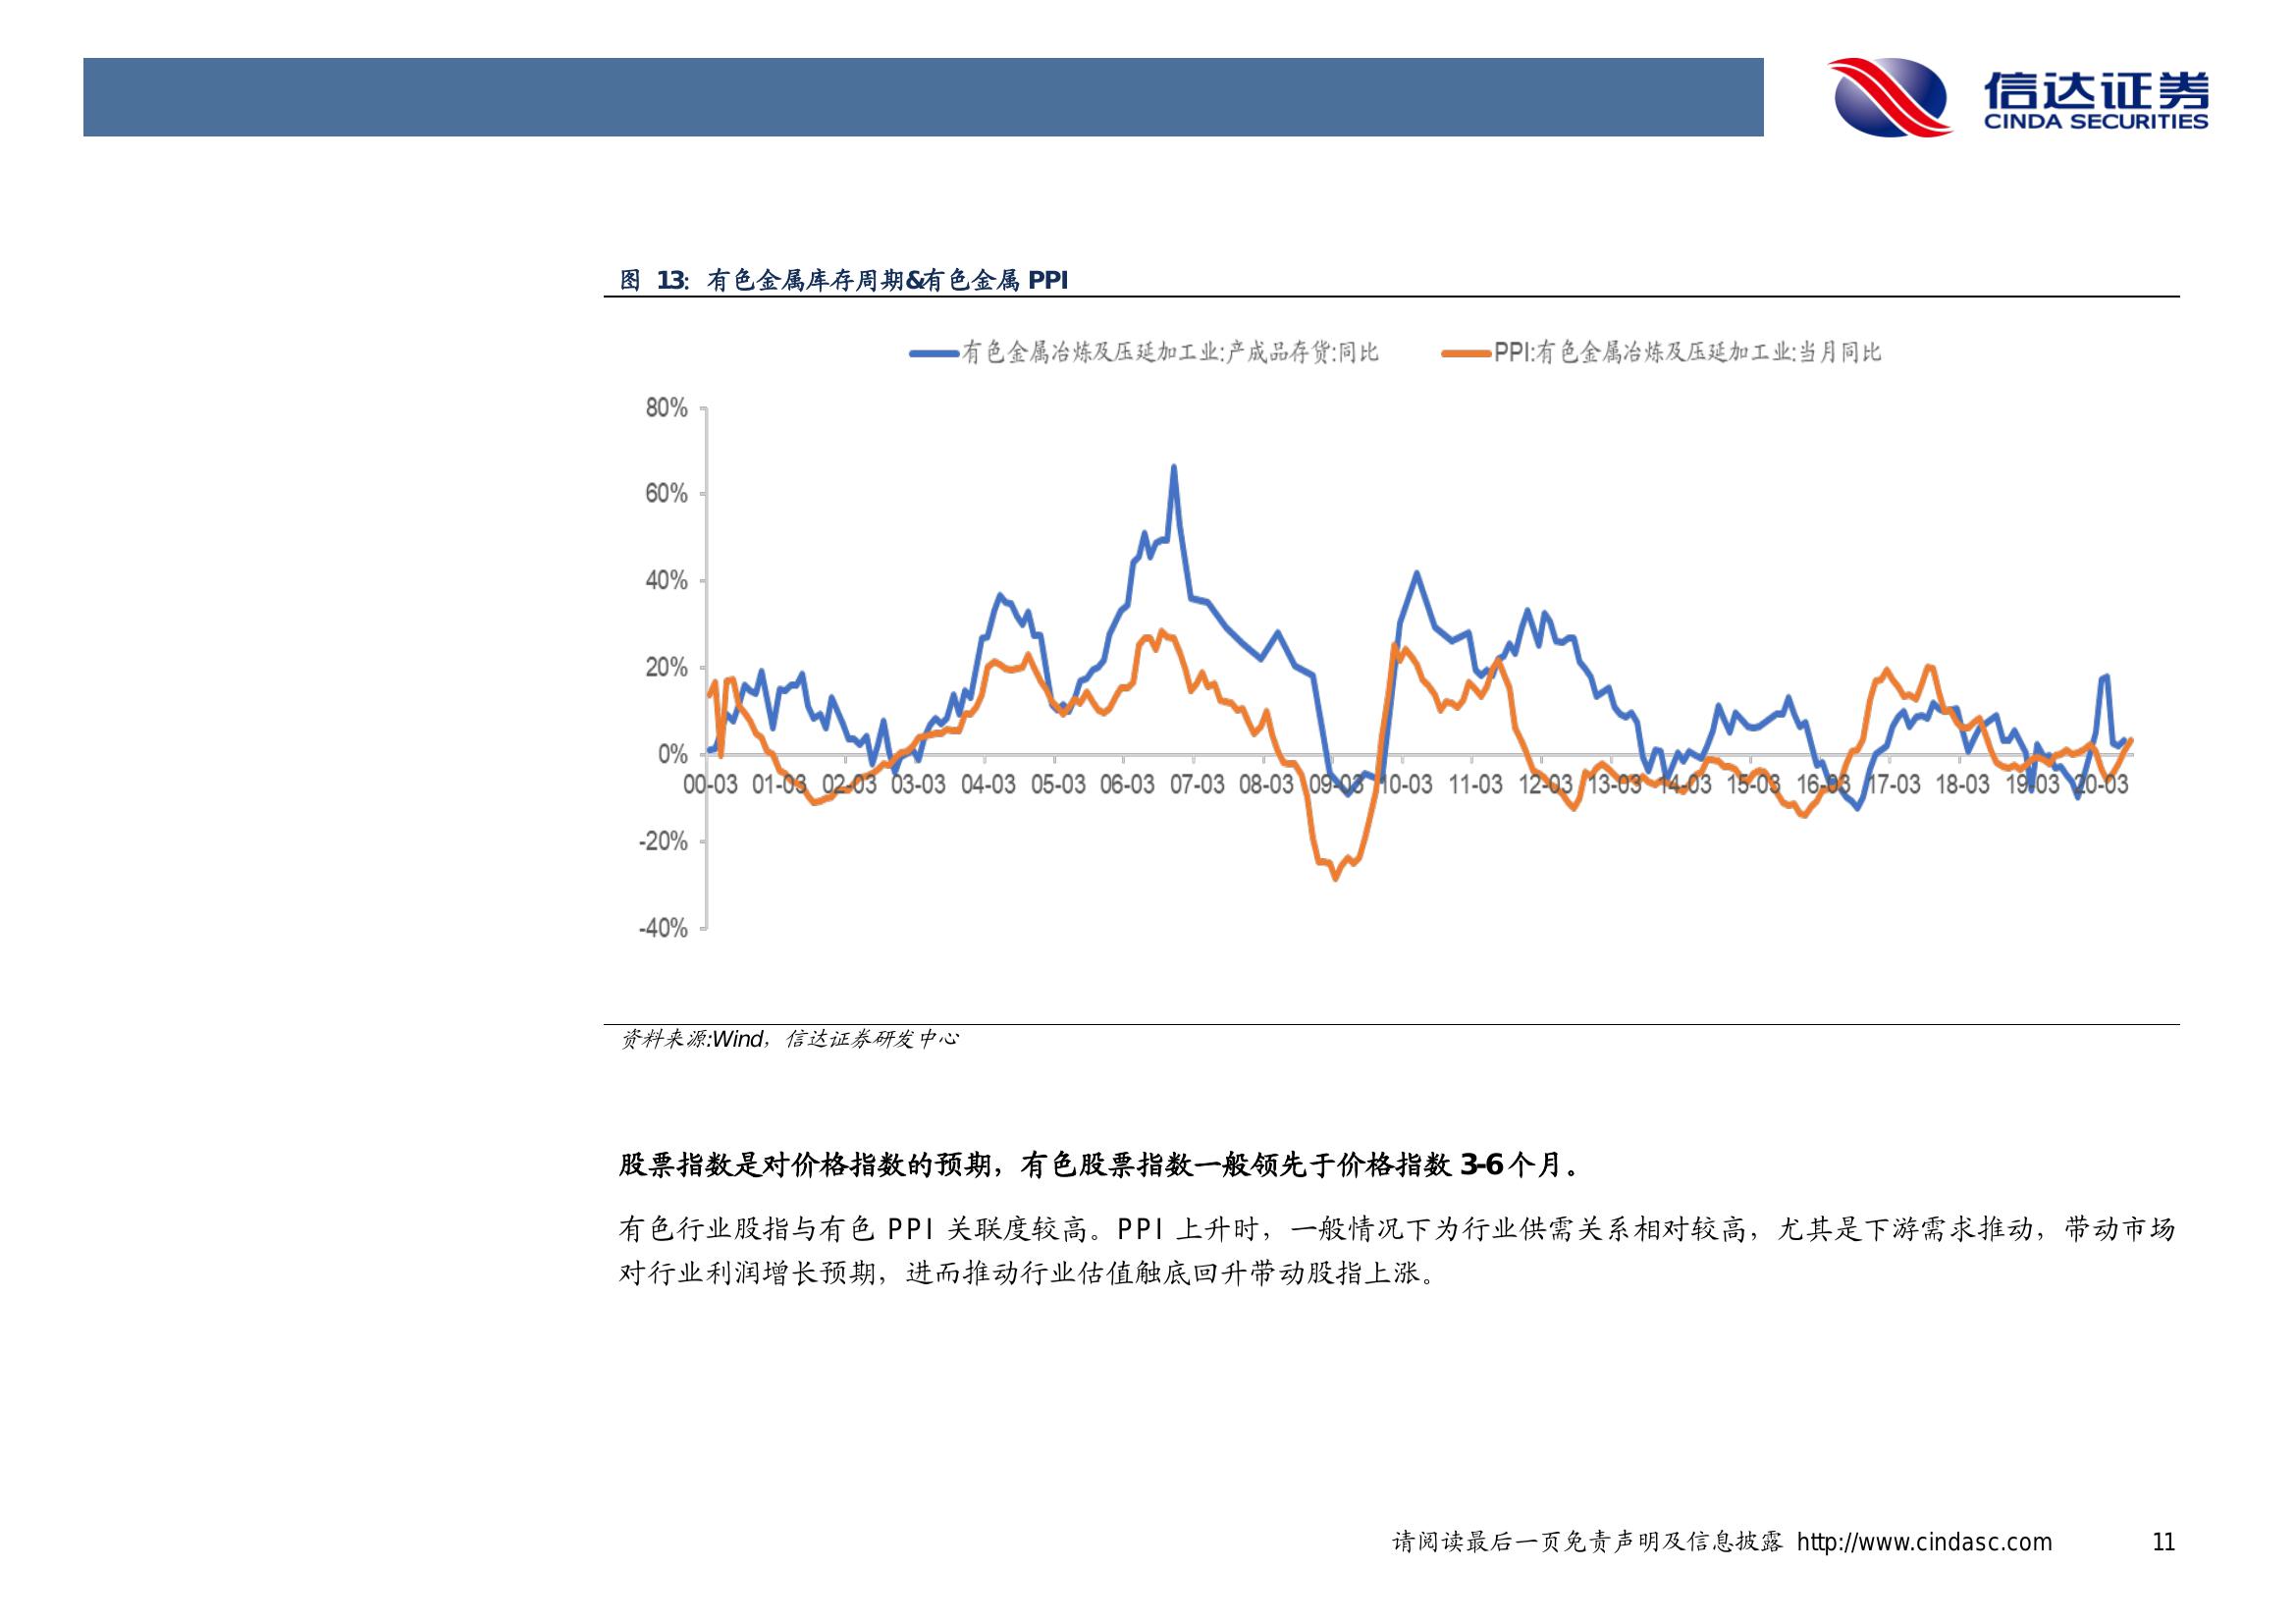 信达证券
CINDA SECURITIES
图 13：有色金属库存周期&有色金属 PPI
有色金属冶炼及压延加工业:产成品存货:同比 PPI:有色金属冶炼及压延加工业:当月同比
80%
60%
40%
20%
0%
00-03 01-03 02-03 03-03 04-03 05-03 06-03 07-03 08-03 09-03 10-03 11-03 12-03 13-03 14-03 15-03 16-03 17-03 18-03 19-03 20-03
-20%
-40%
资料来源:Wind，信达证券研发中心
股票指数是对价格指数的预期，有色股票指数一般领先于价格指数 3-6 个月。
有色行业股指与有色 PPI 关联度较高。PPI 上升时，一般情况下为行业供需关系相对较高，尤其是下游需求推动，带动市场
对行业利润增长预期，进而推动行业估值触底回升带动股指上涨。
请阅读最后一页免责声明及信息披露 http://www.cindasc.com 11